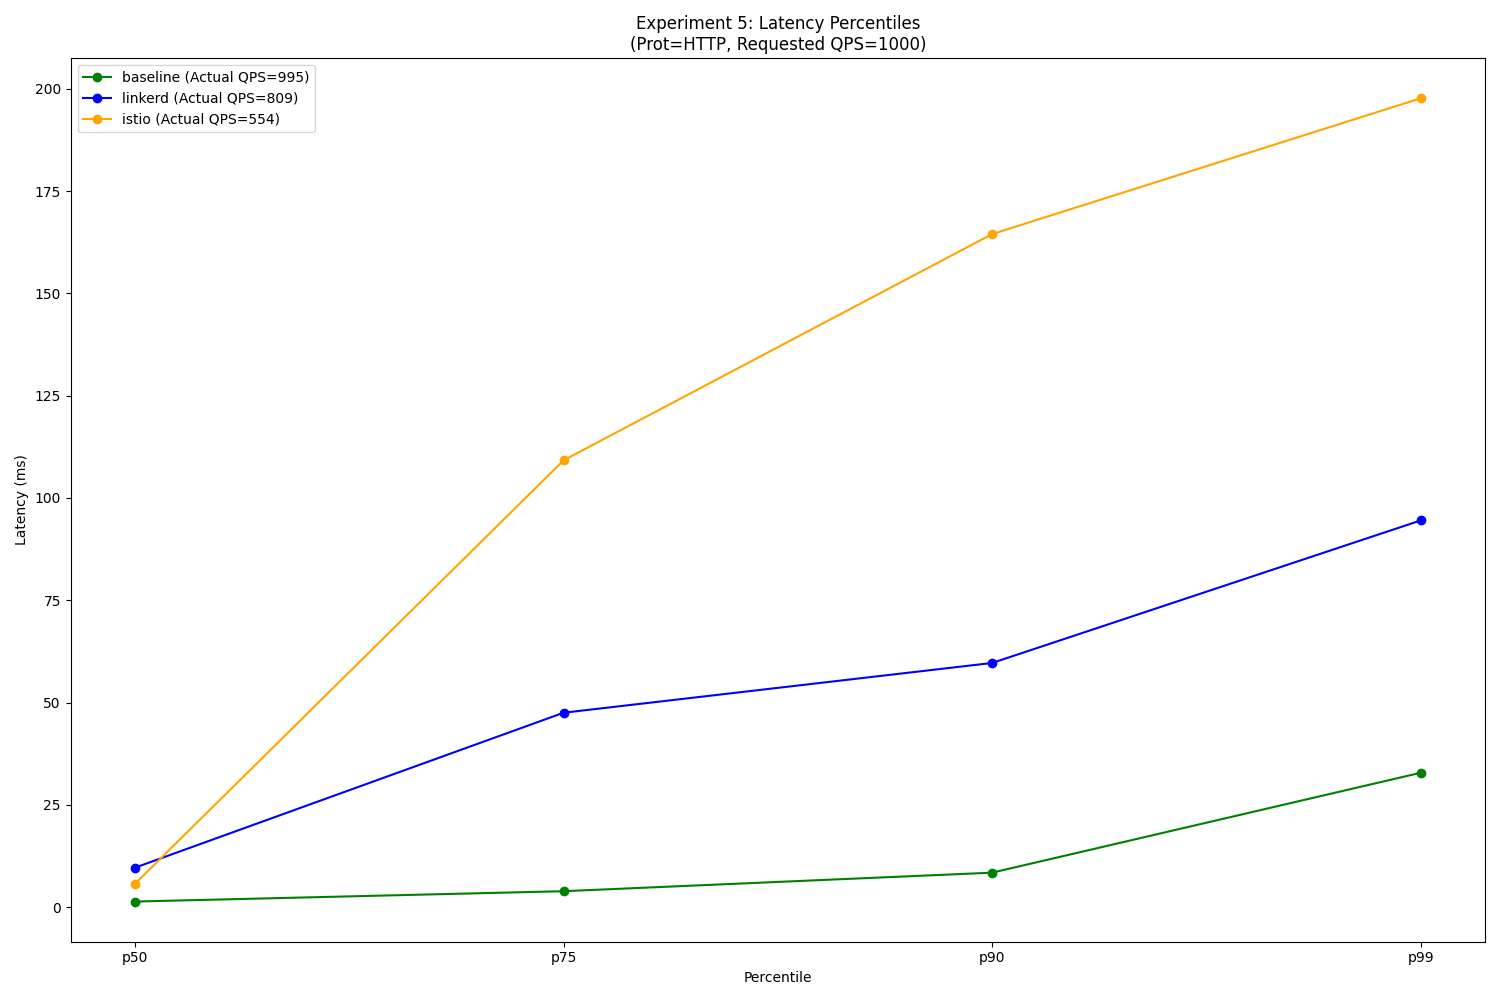 Experiment 5: Latency Percentiles
(Prot=HTTP, Requested QPS=1000)
baseline (Actual QPS=995)
linkerd (Actual QPS=809)
istio (Actual QPS=554)
200
175
150
125
100
75
50
25
0
Latency (ms)
p50
p75
p90
p99
Percentile